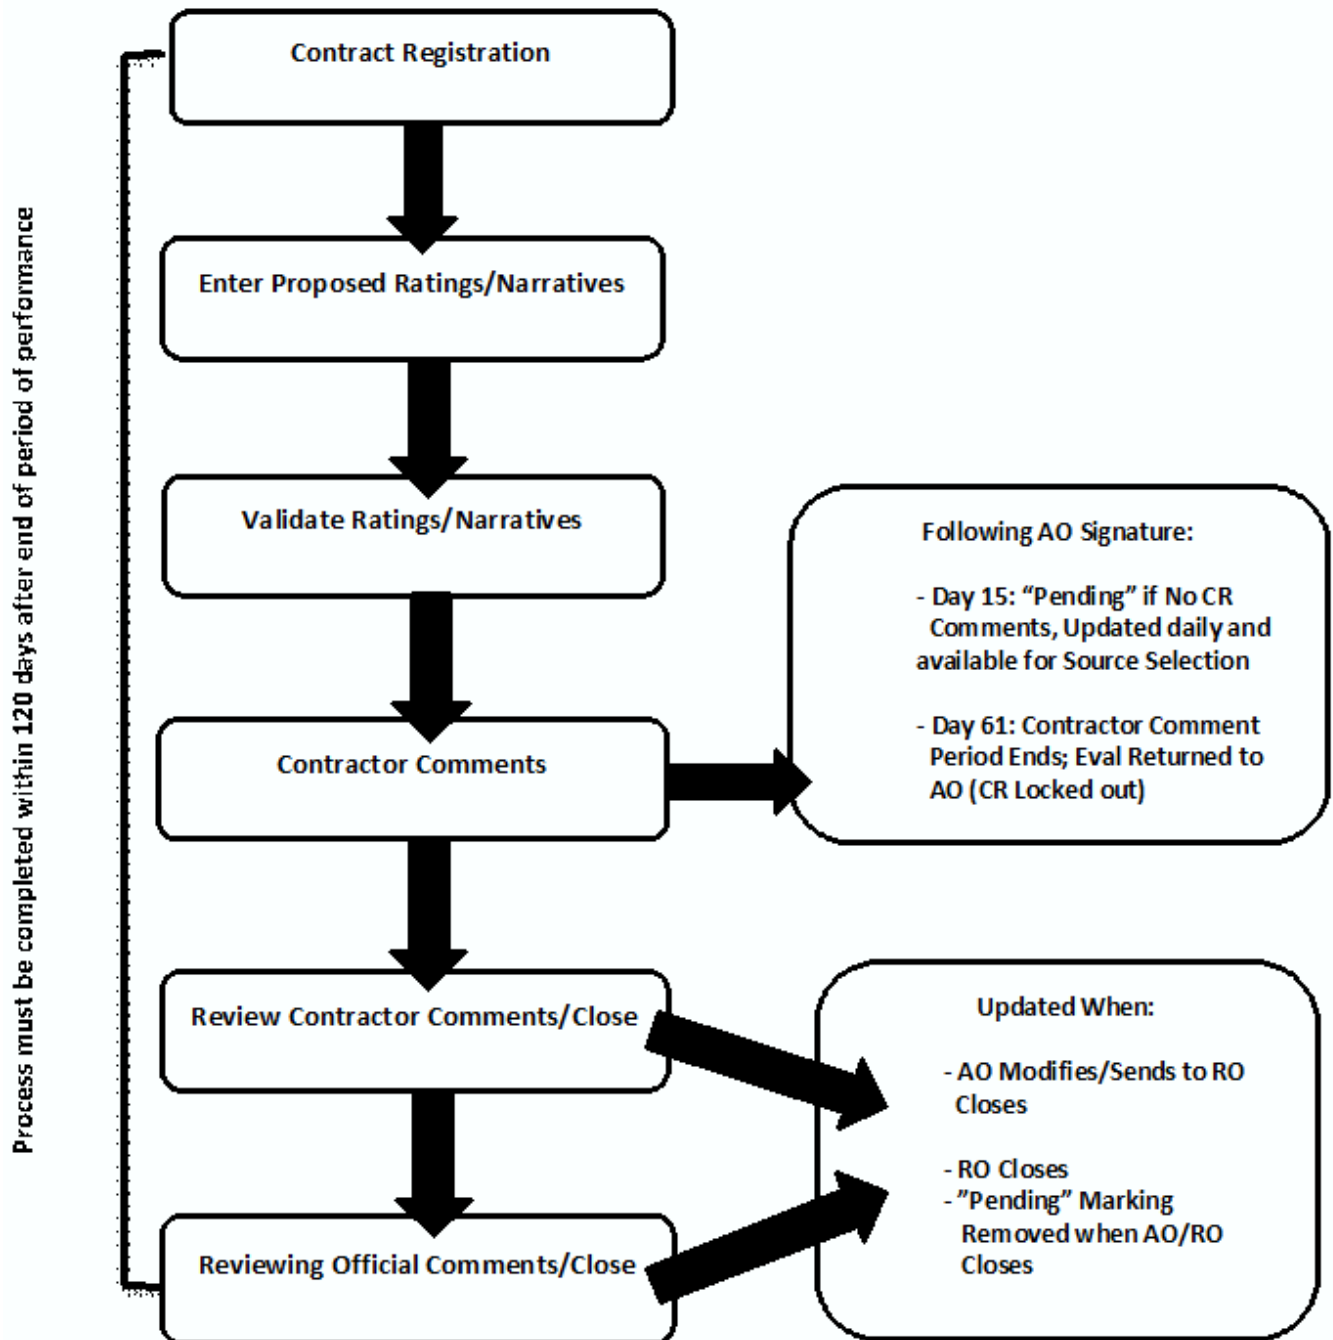 Process must be completed within 120 days after end of period of performance
Contract Registration
Enter Proposed Ratings/Narratives
Validate Ratings/Narratives
Contractor Comments
Following AO Signature:
- Day 15: “Pending” if No CR
Comments, Updated daily and
available for Source Selection
- Day 61: Contractor Comment
Period Ends; Eval Returned to
AO (CR Locked out)
Review Contractor Comments/Close
Reviewing Official Comments/Close
Updated When:
- AO Modifies/Sends to RO
Closes
- RO Closes
- ”Pending” Marking
Removed when AO/RO
Closes